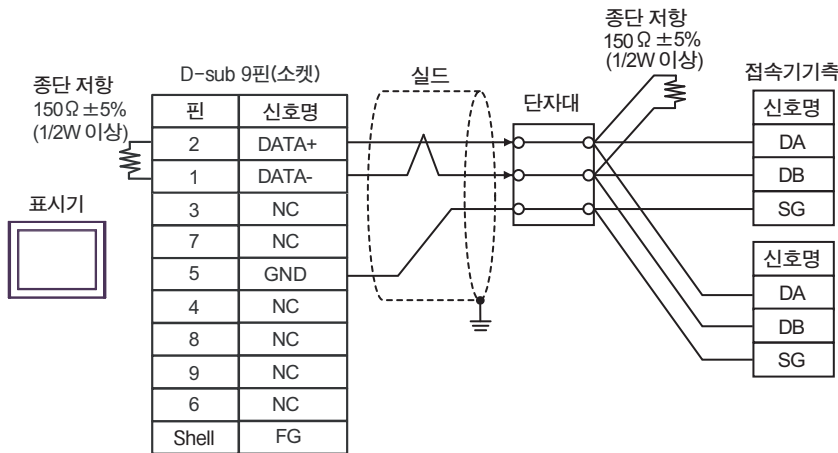 종단 저항
150Ω ±5%
(1/2W 이상)
D-sub 9핀(소켓)
실드
단자대
종단 저항
150Ω ±5%
(1/2W 이상)
접속기기측
표시기
핀 신호명
2 DATA+
1 DATA-
3 NC
7 NC
5 GND
4 NC
8 NC
9 NC
6 NC
Shell FG
신호명
DA
DB
SG
신호명
DA
DB
SG